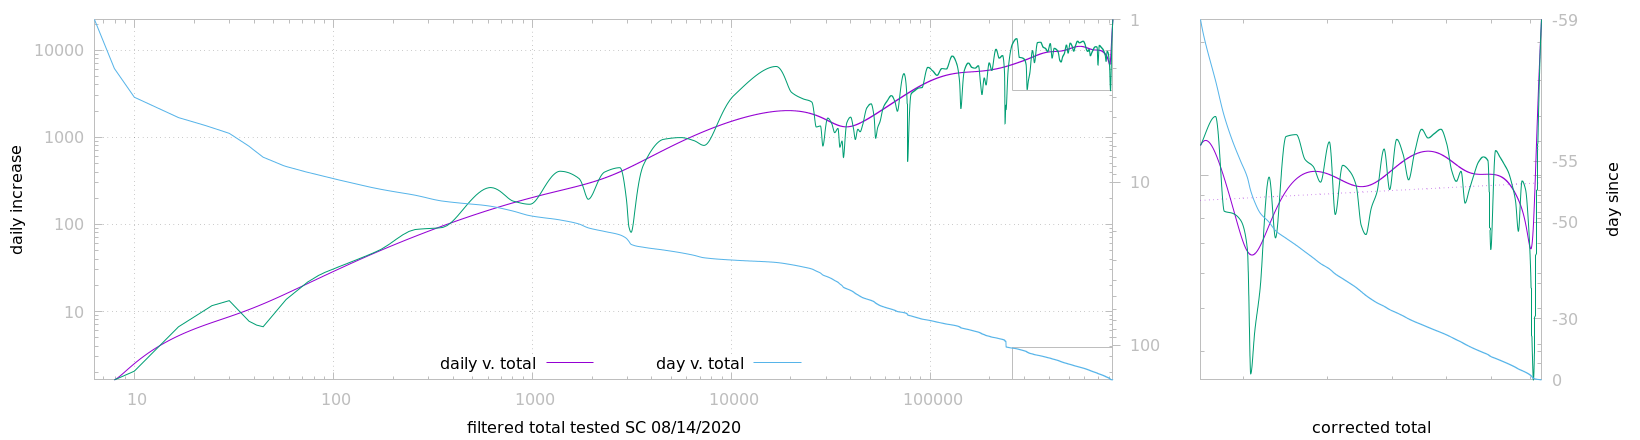 10000
1000
100
10
daily increase
10
100
1000
10000
100000
filtered total tested SC 08/14/2020
daily v. total
day v. total
1
10
100
-59
-55
-50
-30
0
day since
corrected total